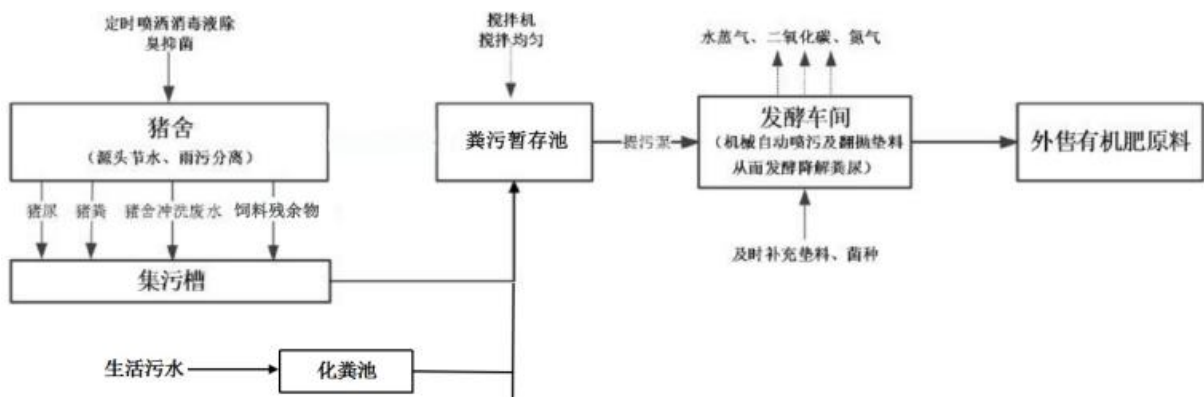 定时喷洒消毒液除
臭抑菌
猪舍
（源头节水、雨污分离）
猪尿
猪粪
猪舍冲洗废水
饲料残余物
集污槽
生活污水
化粪池
搅拌机
搅拌均匀
粪污暂存池
提污泵
水蒸气、二氧化碳、氮气
发酵车间
（机械自动喷污及翻抛垫料
从而发酵降解粪尿）
及时补充垫料、菌种
外售有机肥原料